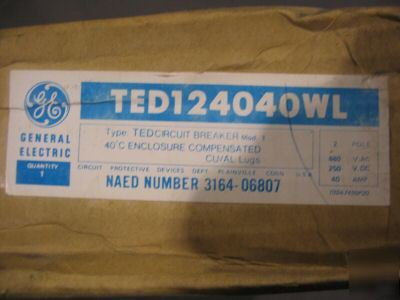 TED124040WL
GE
GENERAL
ELECTRIC
QUANTITY
1
Type: TED CIRCUIT BREAKER Mod. T
40°C ENCLOSURE COMPENSATED
CU/AL Lugs
2 POLE
480 V.AC
250 V.DC
40 AMP
CIRCUIT PROTECTIVE DEVICES DEPT. PLAINVILLE CONN U.S.A.
NAED NUMBER 3164-06807